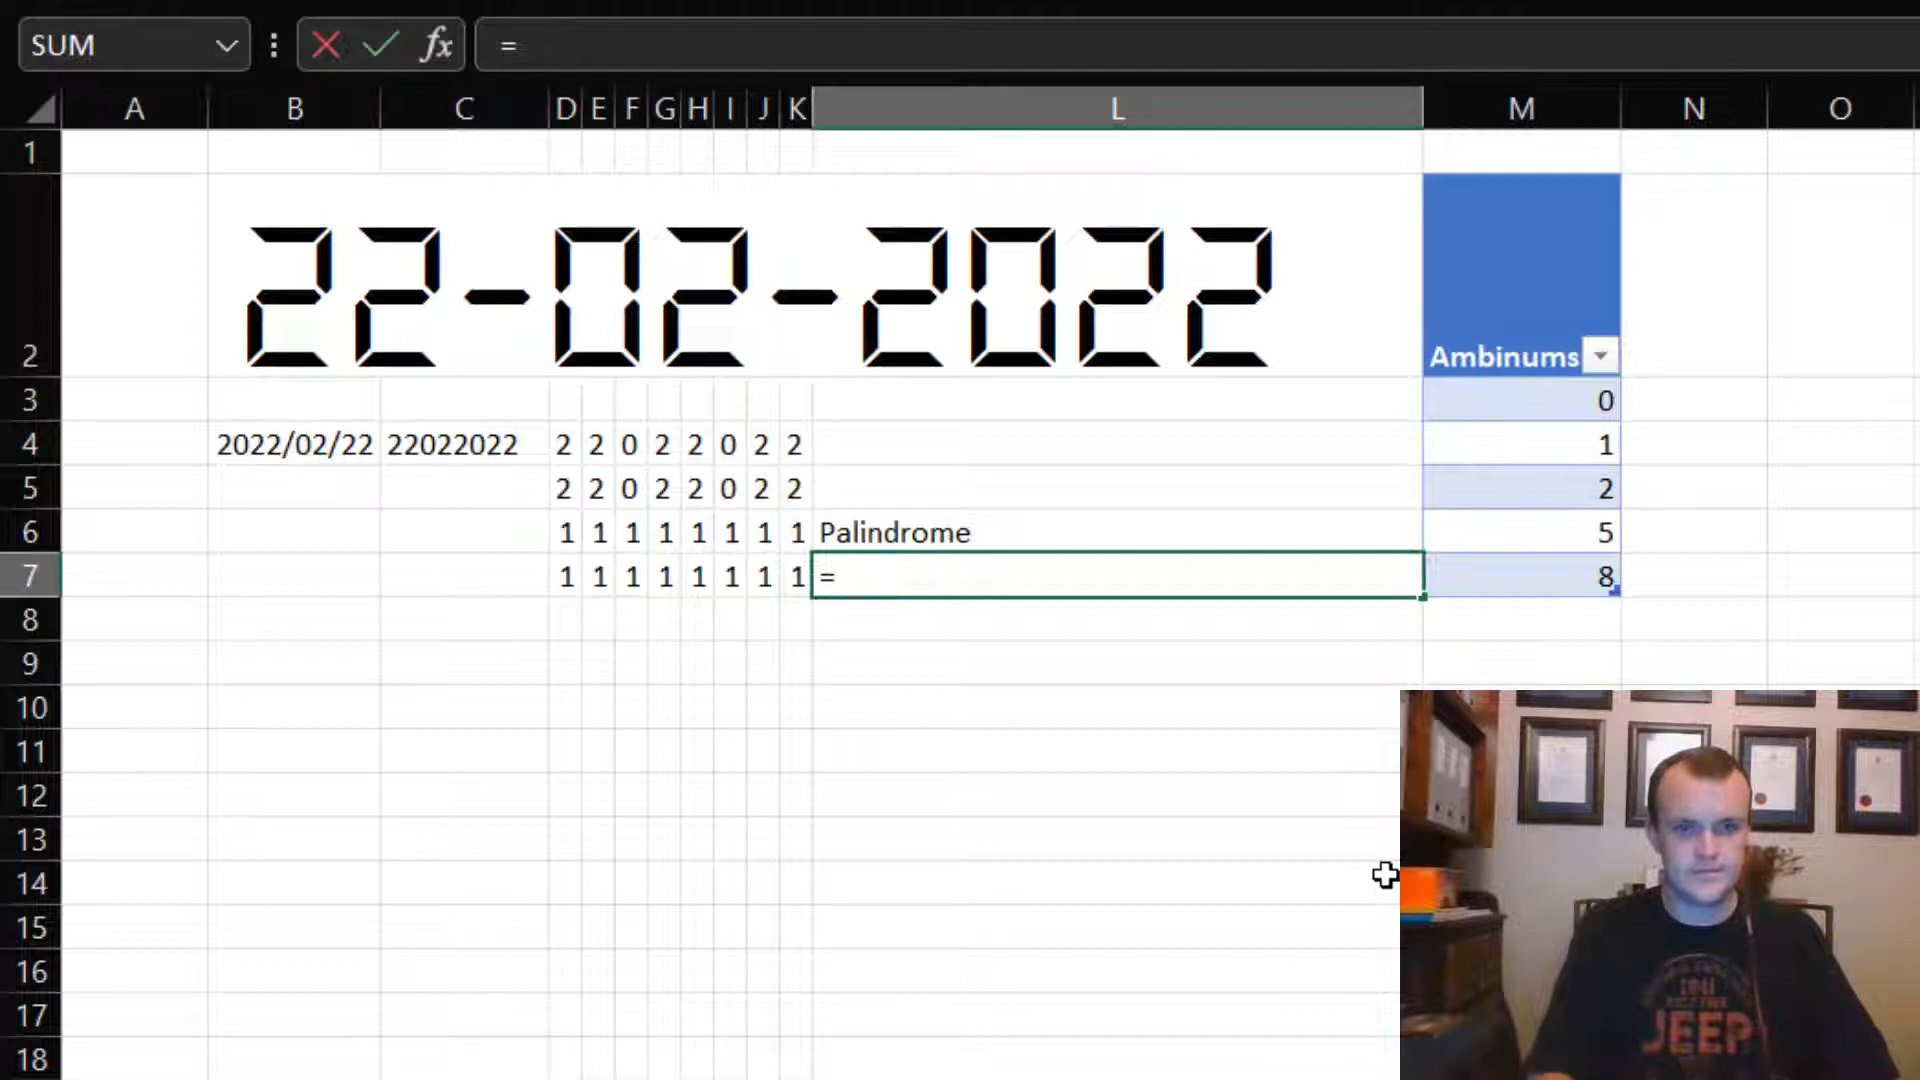 SUM fx =
A B C D E F G H I J K L M N O
1
22-02-2022
2 Ambinums
3 0
4 2022/02/22 22022022 2 2 0 2 2 0 2 2 1
5 2 2 0 2 2 0 2 2 2
6 1 1 1 1 1 1 1 1 Palindrome 5
7 1 1 1 1 1 1 1 1 = 8
8
9
10
11
12
13
14
15
16
17
18
JEEP